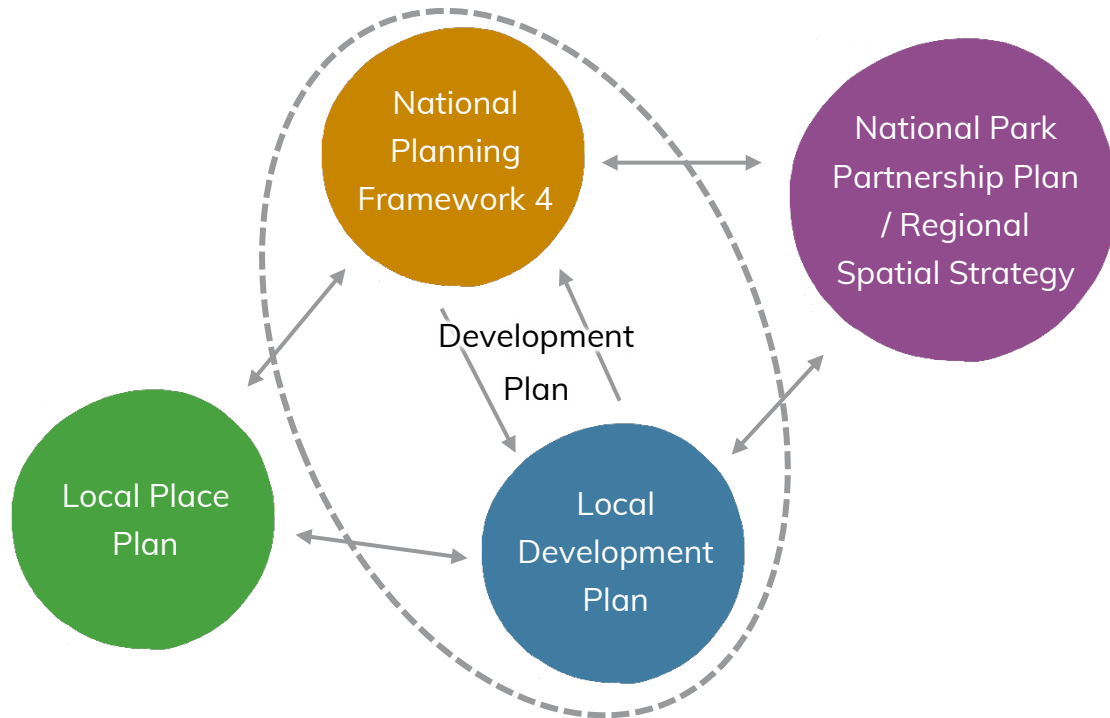 National
Planning
Framework 4
National Park
Partnership Plan
/ Regional
Spatial Strategy
Development
Plan
Local Place
Plan
Local
Development
Plan